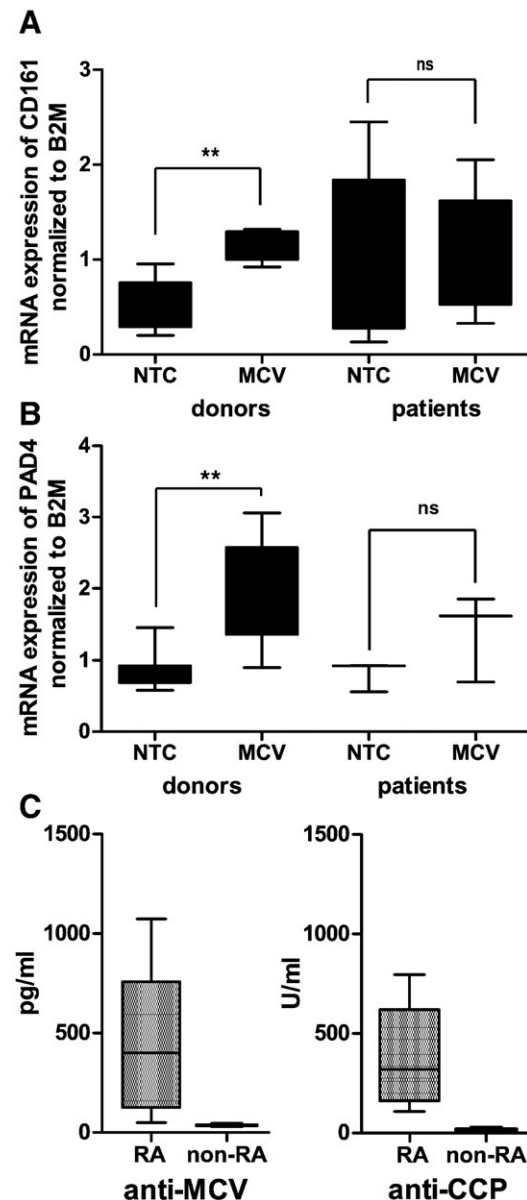 A
mRNA expression of CD161
normalized to B2M
3
2
1
0
**
ns
NTC MCV NTC MCV
donors patients
B
mRNA expression of PAD4
normalized to B2M
4
3
2
1
0
**
ns
NTC MCV NTC MCV
donors patients
C
pg/ml
1500
1000
500
0
RA non-RA
anti-MCV
U/ml
1500
1000
500
0
RA non-RA
anti-CCP